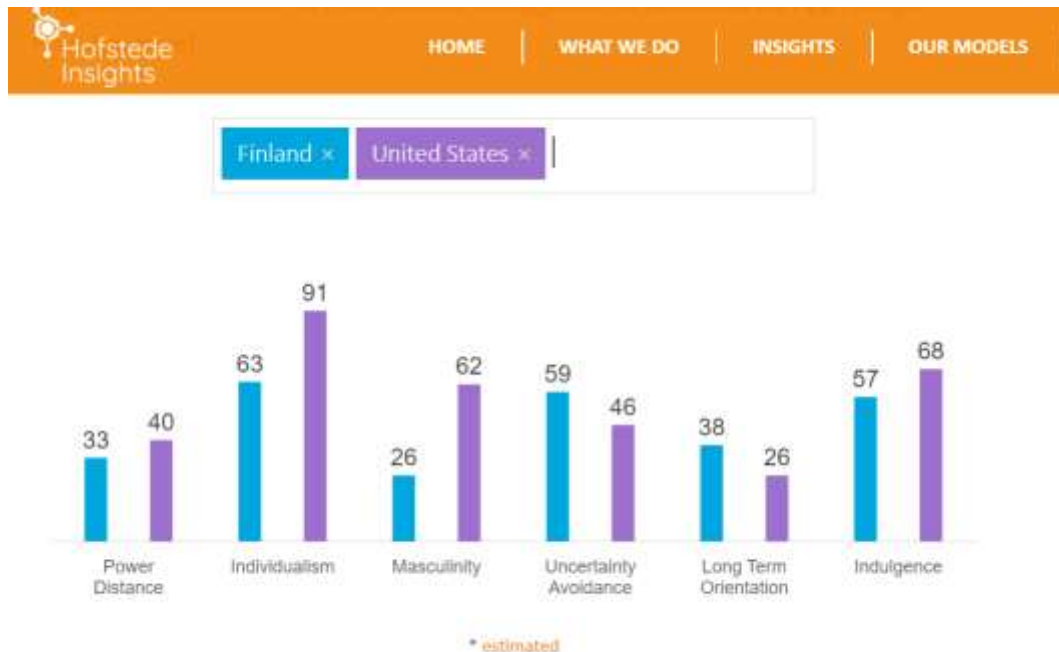 Hofstede
Insights
HOME
WHAT WE DO
INSIGHTS
OUR MODELS
Finland ×
United States ×
33
40
63
91
26
62
59
46
38
26
57
68
Power
Distance
Individualism
Masculinity
Uncertainty
Avoidance
Long Term
Orientation
Indulgence
* estimated